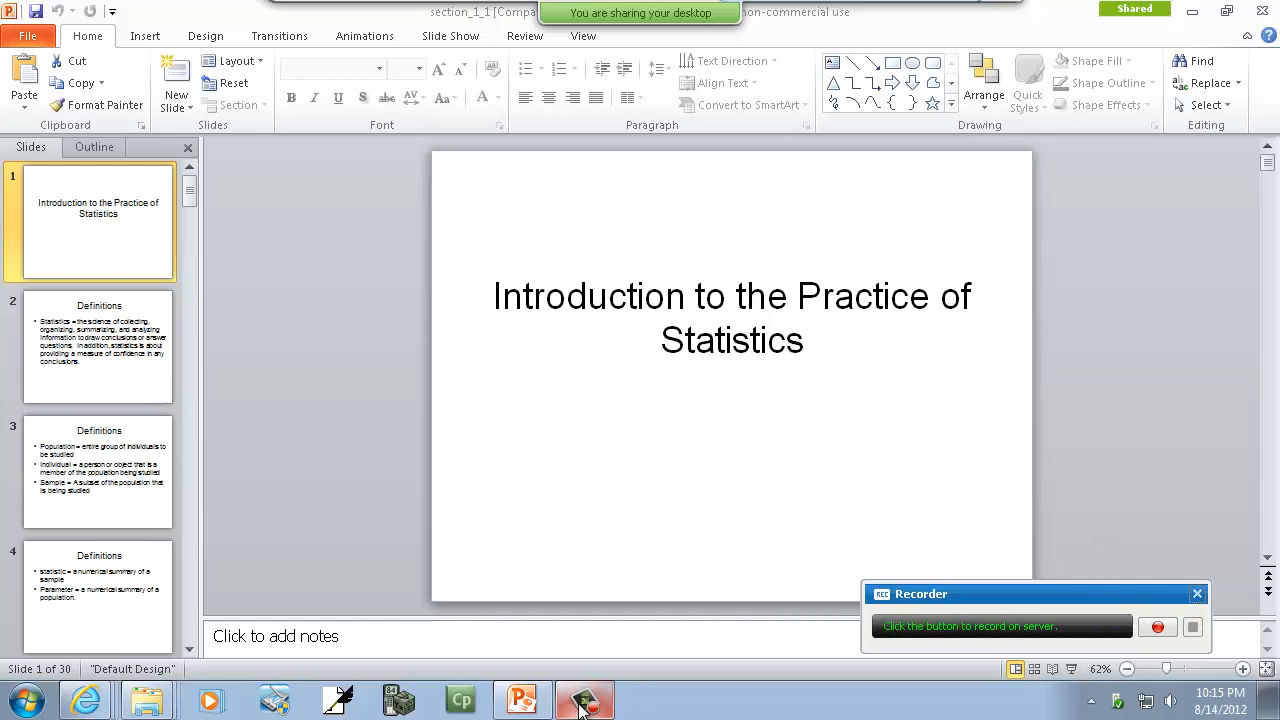 section_1_1 [Compa
You are sharing your desktop
non-commercial use
Shared
File
Home
Insert
Design
Transitions
Animations
Slide Show
Review
View
Paste
Cut
Copy
Format Painter
Clipboard
New
Slide
Layout
Reset
Section
Slides
Font
Text Direction
Align Text
Convert to SmartArt
Paragraph
Arrange
Quick
Styles
Shape Fill
Shape Outline
Shape Effects
Drawing
Find
Replace
Select
Editing
Slides
Outline
1
Introduction to the Practice of
Statistics
2
Definitions
• Statistics = the science of collecting,
organizing, summarizing, and analyzing
information to draw conclusions or answer
questions. In addition, statistics is about
providing a measure of confidence in any
conclusions.
3
Definitions
• Population = entire group of individuals to
be studied
• Individual = a person or object that is a
member of the population being studied
• Sample = A subset of the population that
is being studied
4
Definitions
• statistic = a numerical summary of a
sample
• Parameter = a numerical summary of a
population.
Introduction to the Practice of
Statistics
REC Recorder
Click the button to record on server.
Click to add notes
Slide 1 of 30
"Default Design"
62%
84
Cp
10:15 PM
8/14/2012